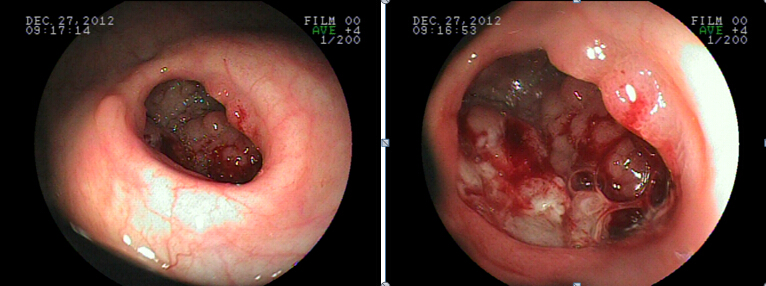 DEC.27,2012
09:17:14
FILM 00
AVE +4
1/200
DEC.27,2012
09:16:53
FILM 00
AVE +4
1/200